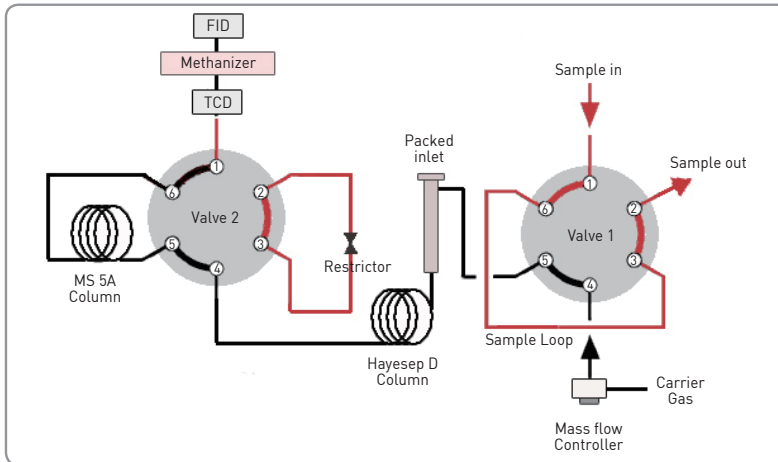 FID
Methanizer
TCD
1
2
3
4
5
6
Valve 2
MS 5A
Column
Restrictor
Packed
inlet
Hayesep D
Column
Sample in
Sample out
1
2
3
4
5
6
Valve 1
Sample Loop
Carrier
Gas
Mass flow
Controller